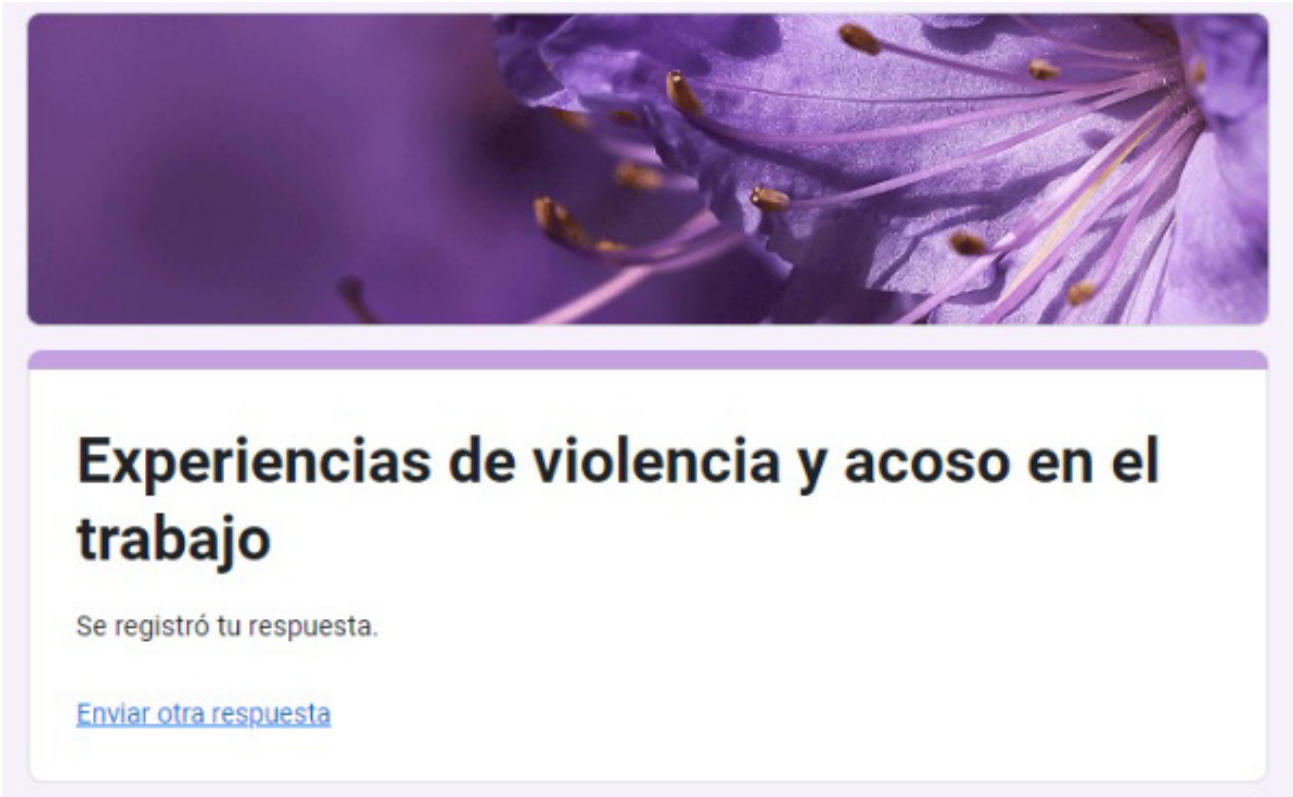 Experiencias de violencia y acoso en el
trabajo
Se registró tu respuesta.
Enviar otra respuesta